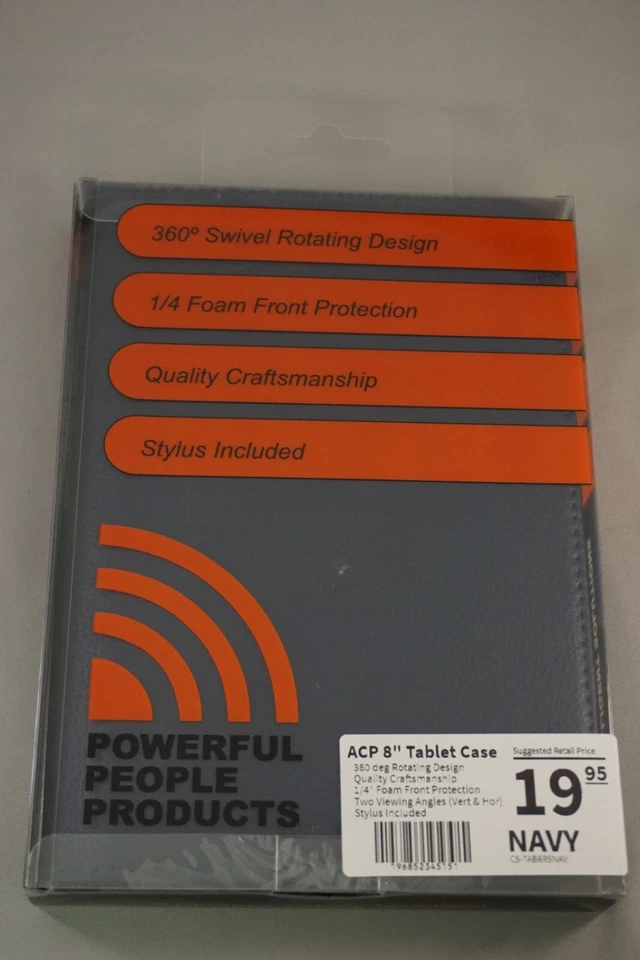 360º Swivel Rotating Design
1/4 Foam Front Protection
Quality Craftsmanship
Stylus Included
POWERFUL
PEOPLE
PRODUCTS
ACP 8" Tablet Case
360 deg Rotating Design
Quality Craftsmanship
1/4" Foam Front Protection
Two Viewing Angles (Vert & Hor)
Stylus Included
Suggested Retail Price
19 95
NAVY
CS-TAB8RSNAV